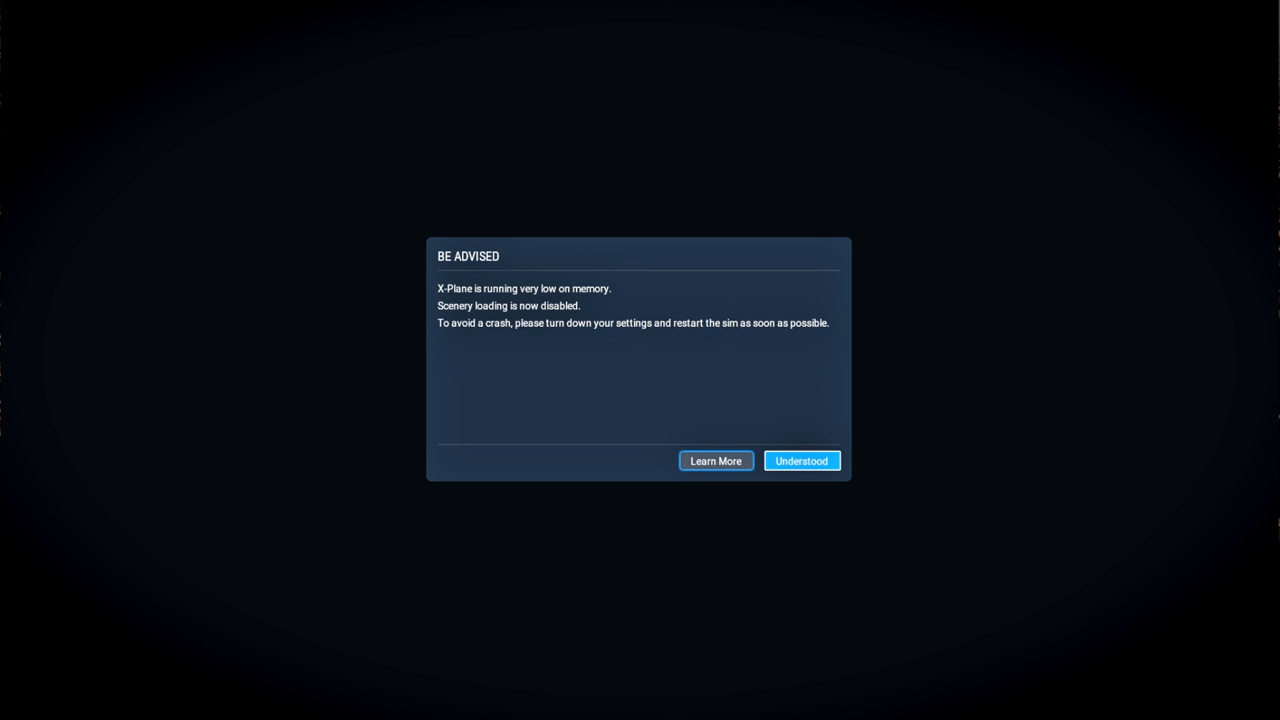 BE ADVISED
X-Plane is running very low on memory.
Scenery loading is now disabled.
To avoid a crash, please turn down your settings and restart the sim as soon as possible.
Learn More
Understood